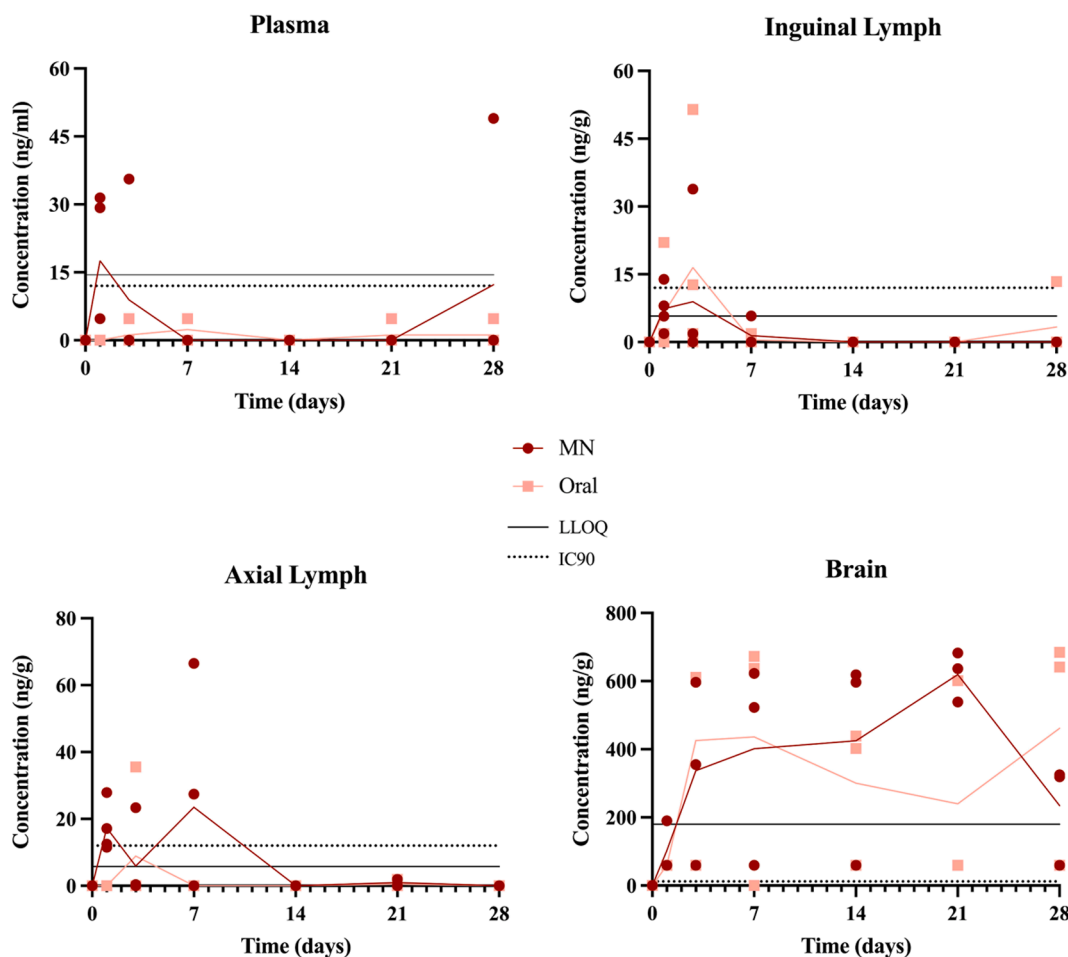 Plasma
Concentration (ng/ml)
60
45
30
15
0
0 7 14 21 28
Time (days)
Inguinal Lymph
Concentration (ng/g)
60
45
30
15
0
0 7 14 21 28
Time (days)
MN
Oral
LLOQ
IC90
Axial Lymph
Concentration (ng/g)
80
60
40
20
0
0 7 14 21 28
Time (days)
Brain
Concentration (ng/g)
800
600
400
200
0
0 7 14 21 28
Time (days)